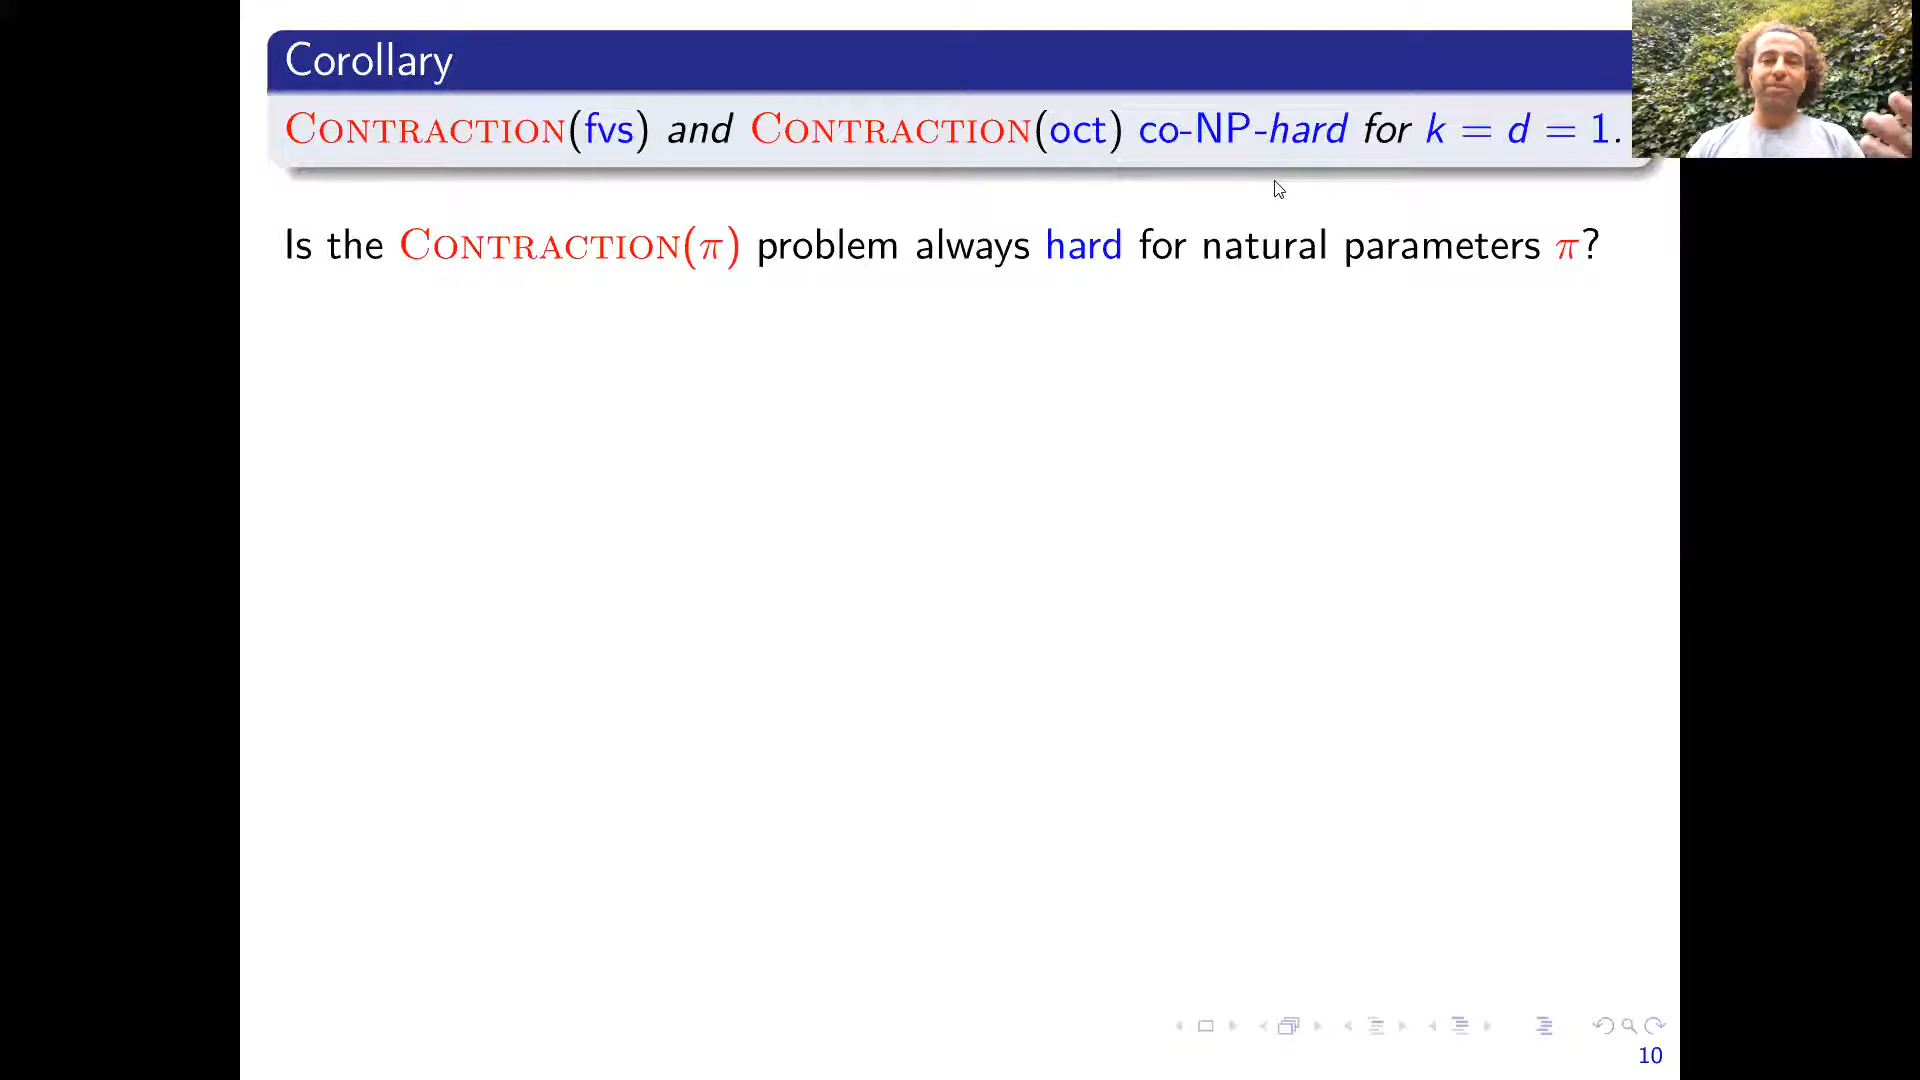 Corollary
Contraction(fvs) and Contraction(oct) co-NP-hard for k = d = 1.
Is the Contraction(π) problem always hard for natural parameters π?
10